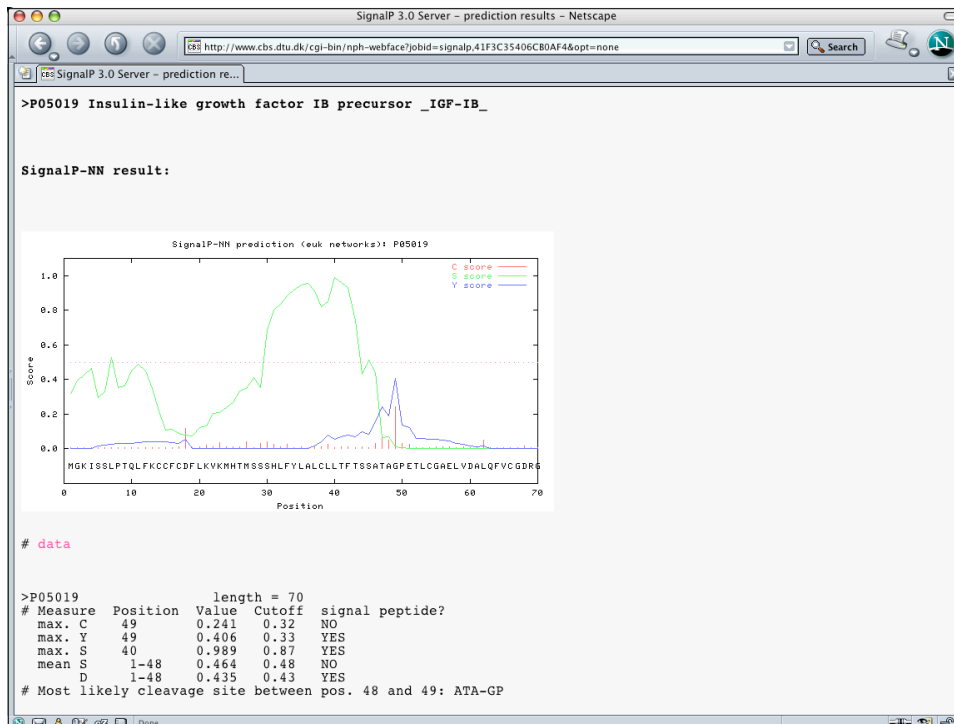 SignalP 3.0 Server – prediction results – Netscape
CBS http://www.cbs.dtu.dk/cgi-bin/nph-webface?jobid=signalp,41F3C35406CB0AF4&opt=none Search N
CBS SignalP 3.0 Server – prediction re...
>P05019 Insulin-like growth factor IB precursor _IGF-IB_
SignalP-NN result:
SignalP-NN prediction (euk networks): P05019
C score
S score
Y score
1.0
0.8
0.6
0.4
0.2
0.0
Score
MGKISSLPTQLFKCCFCDFLKVKMHTMSSSHLFYLALCLLTFTSSATAGPETLCGAELVDALQFVCGDRG
0 10 20 30 40 50 60 70
Position
# data
>P05019 length = 70
# Measure Position Value Cutoff signal peptide?
max. C 49 0.241 0.32 NO
max. Y 49 0.406 0.33 YES
max. S 40 0.989 0.87 YES
mean S 1-48 0.464 0.48 NO
D 1-48 0.435 0.43 YES
# Most likely cleavage site between pos. 48 and 49: ATA-GP
Done